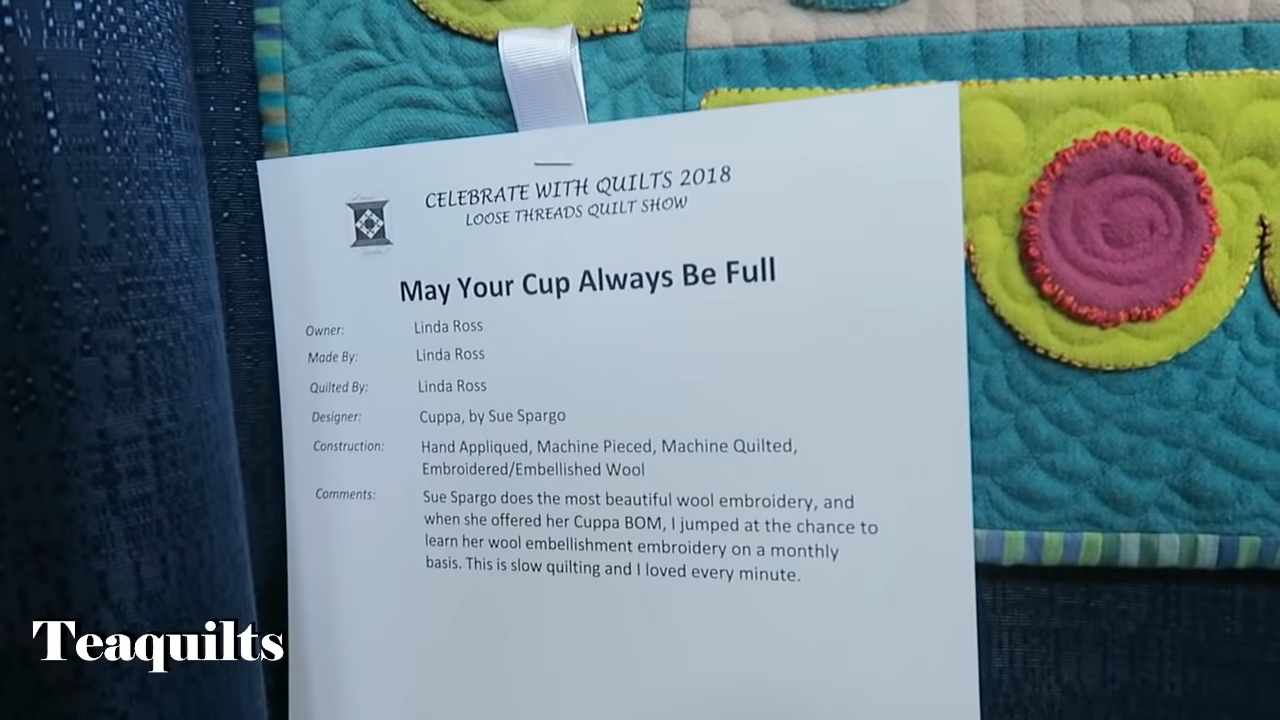 CELEBRATE WITH QUILTS 2018
LOOSE THREADS QUILT SHOW
May Your Cup Always Be Full
Owner: Linda Ross
Made By: Linda Ross
Quilted By: Linda Ross
Designer: Cuppa, by Sue Spargo
Construction: Hand Appliqued, Machine Pieced, Machine Quilted,
Embroidered/Embellished Wool
Comments: Sue Spargo does the most beautiful wool embroidery, and
when she offered her Cuppa BOM, I jumped at the chance to
learn her wool embellishment embroidery on a monthly
basis. This is slow quilting and I loved every minute.
Teaquilts